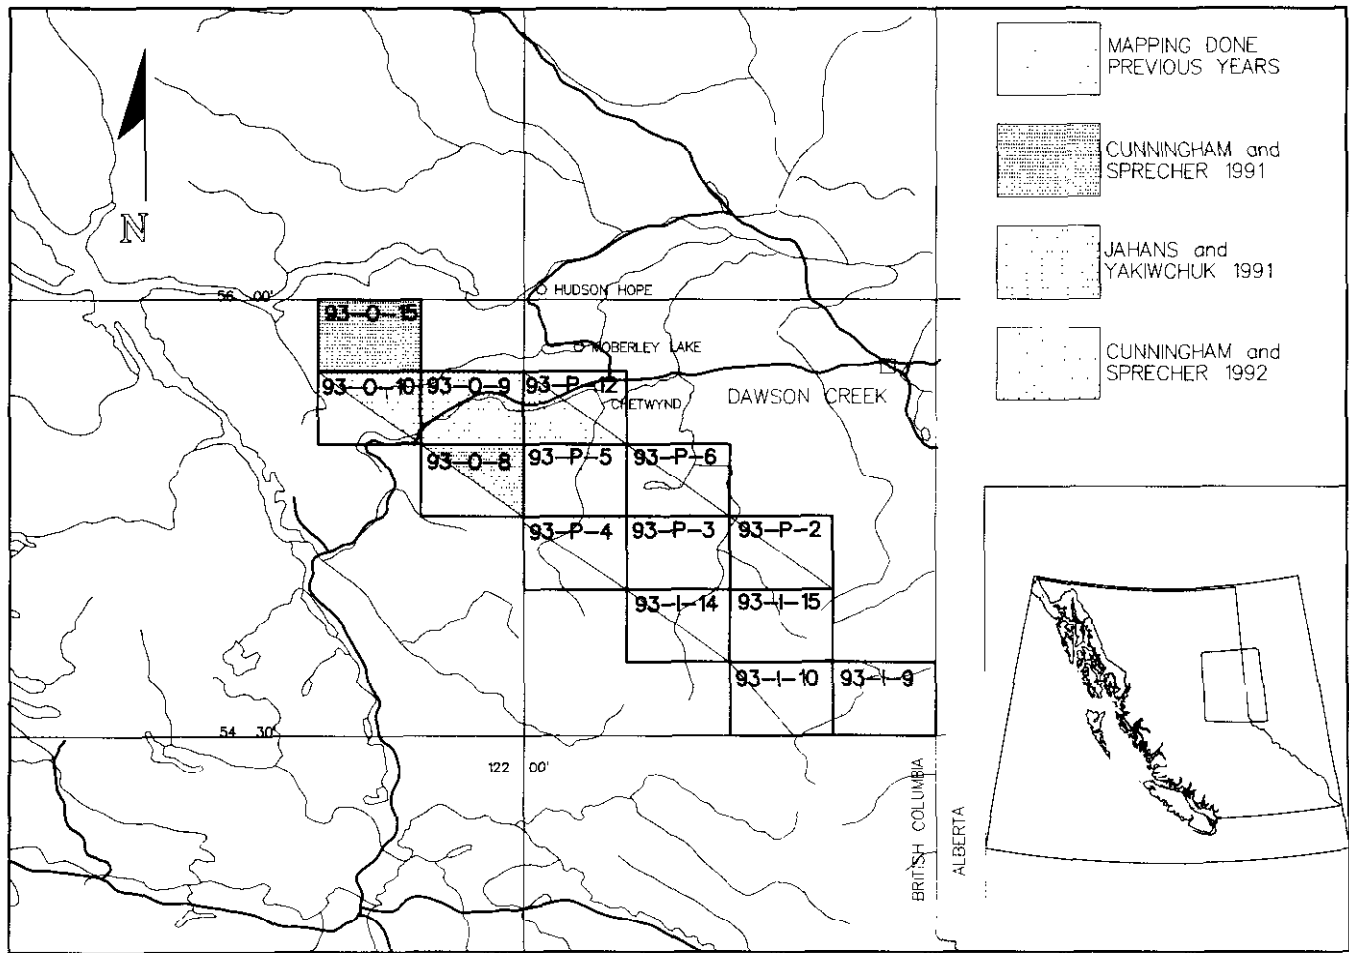 MAPPING DONE
PREVIOUS YEARS
CUNNINGHAM and
SPRECHER 1991
JAHANS and
YAKIWCHUK 1991
CUNNINGHAM and
SPRECHER 1992
N
56 00'
HUDSON HOPE
93-O-15
MOBERLEY LAKE
93-O-10
93-O-9
93-P-12
CHETWYND
DAWSON CREEK
93-O-8
93-P-5
93-P-6
93-P-4
93-P-3
93-P-2
93-I-14
93-I-15
93-I-10
93-I-9
54 30'
122 00'
BRITISH COLUMBIA
ALBERTA